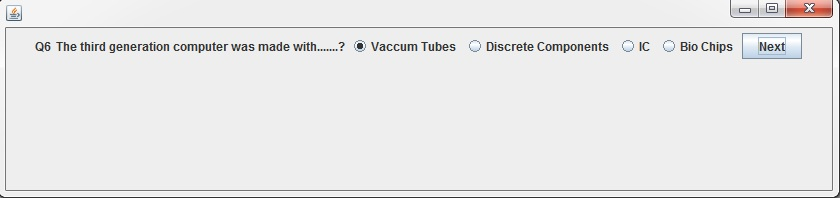 Q6 The third generation computer was made with.......? Vaccum Tubes Discrete Components IC Bio Chips Next